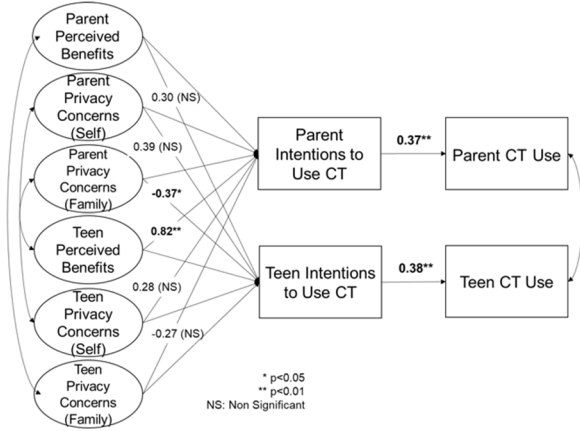 Parent
Perceived
Benefits
Parent
Privacy
Concerns
(Self)
Parent
Privacy
Concerns
(Family)
Teen
Perceived
Benefits
Teen
Privacy
Concerns
(Self)
Teen
Privacy
Concerns
(Family)
0.30 (NS)
0.39 (NS)
-0.37*
0.82**
0.28 (NS)
-0.27 (NS)
Parent
Intentions to
Use CT
0.37**
Parent CT Use
Teen Intentions
to Use CT
0.38**
Teen CT Use
* p<0.05
** p<0.01
NS: Non Significant